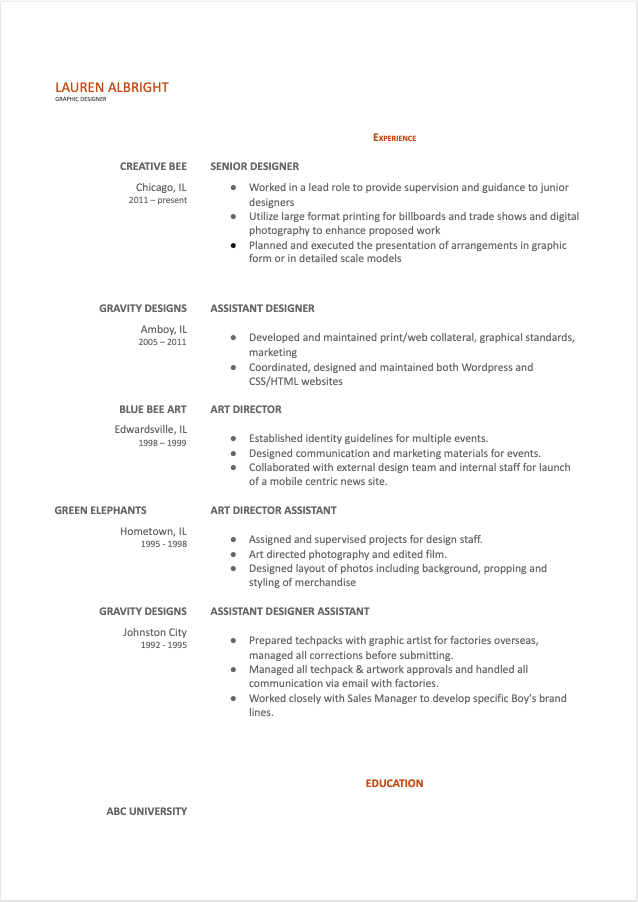 LAUREN ALBRIGHT
GRAPHIC DESIGNER
EXPERIENCE
CREATIVE BEE
Chicago, IL
2011 – present
SENIOR DESIGNER
● Worked in a lead role to provide supervision and guidance to junior
designers
● Utilize large format printing for billboards and trade shows and digital
photography to enhance proposed work
● Planned and executed the presentation of arrangements in graphic
form or in detailed scale models
GRAVITY DESIGNS
Amboy, IL
2005 – 2011
ASSISTANT DESIGNER
● Developed and maintained print/web collateral, graphical standards,
marketing
● Coordinated, designed and maintained both Wordpress and
CSS/HTML websites
BLUE BEE ART
Edwardsville, IL
1998 – 1999
ART DIRECTOR
● Established identity guidelines for multiple events.
● Designed communication and marketing materials for events.
● Collaborated with external design team and internal staff for launch
of a mobile centric news site.
GREEN ELEPHANTS
Hometown, IL
1995 - 1998
ART DIRECTOR ASSISTANT
● Assigned and supervised projects for design staff.
● Art directed photography and edited film.
● Designed layout of photos including background, propping and
styling of merchandise
GRAVITY DESIGNS
Johnston City
1992 - 1995
ASSISTANT DESIGNER ASSISTANT
● Prepared techpacks with graphic artist for factories overseas,
managed all corrections before submitting.
● Managed all techpack & artwork approvals and handled all
communication via email with factories.
● Worked closely with Sales Manager to develop specific Boy's brand
lines.
EDUCATION
ABC UNIVERSITY